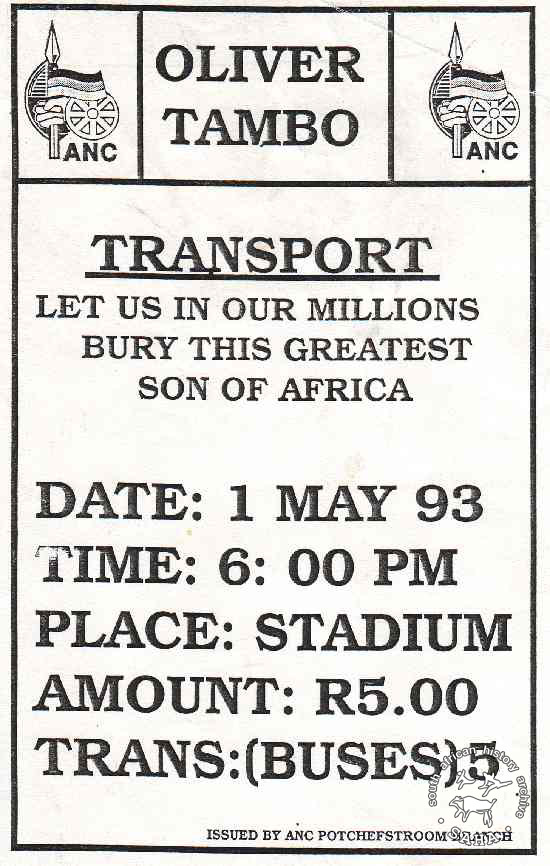 OLIVER
TAMBO
ANC
ANC
TRANSPORT
LET US IN OUR MILLIONS
BURY THIS GREATEST
SON OF AFRICA
DATE: 1 MAY 93
TIME: 6: 00 PM
PLACE: STADIUM
AMOUNT: R5.00
TRANS:(BUSES)5
south african history archive
SAHA
ISSUED BY ANC POTCHEFSTROOM BRANCH